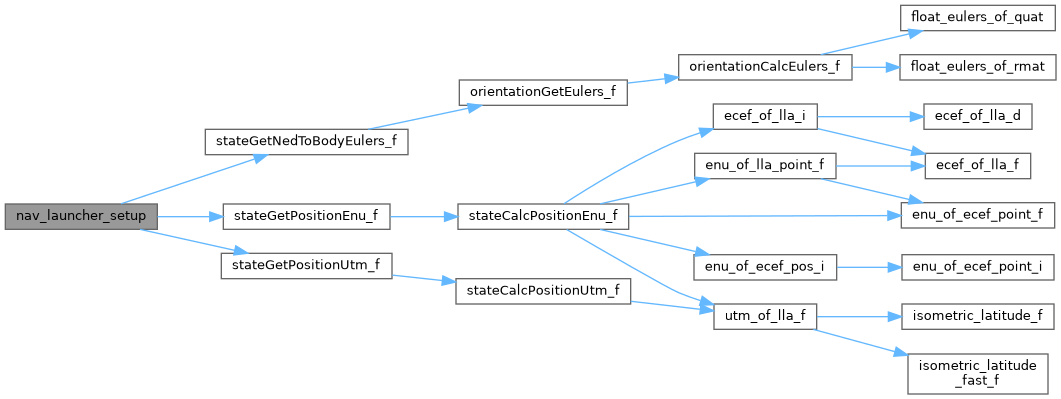 nav_launcher_setup
stateGetNedToBodyEulers_f
orientationGetEulers_f
orientationCalcEulers_f
float_eulers_of_quat
float_eulers_of_rmat
stateGetPositionEnu_f
stateCalcPositionEnu_f
ecef_of_lla_i
ecef_of_lla_d
ecef_of_lla_f
enu_of_lla_point_f
enu_of_ecef_point_f
enu_of_ecef_pos_i
enu_of_ecef_point_i
stateGetPositionUtm_f
stateCalcPositionUtm_f
utm_of_lla_f
isometric_latitude_f
isometric_latitude
_fast_f